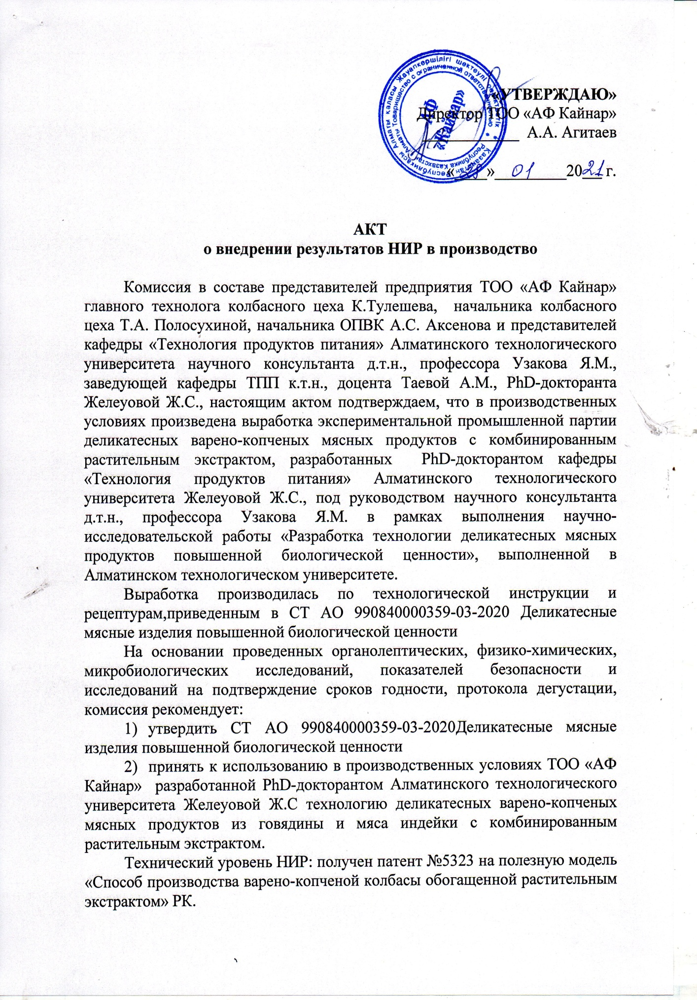 «УТВЕРЖДАЮ»
Директор ТОО «АФ Кайнар»
А.А. Агитаев
« » 01 2021 г.
Қазақстан Республикасы Алматы қаласы Жауапкершілігі шектеулі серіктестік
Республика Казахстан Алматы Товарищество с ограниченной ответственностью
АФ
«Кайнар»
АКТ
о внедрении результатов НИР в производство
Комиссия в составе представителей предприятия ТОО «АФ Кайнар»
главного технолога колбасного цеха К.Тулешева, начальника колбасного
цеха Т.А. Полосухиной, начальника ОПВК А.С. Аксенова и представителей
кафедры «Технология продуктов питания» Алматинского технологического
университета научного консультанта д.т.н., профессора Узакова Я.М.,
заведующей кафедры ТПП к.т.н., доцента Таевой А.М., PhD-докторанта
Желеуовой Ж.С., настоящим актом подтверждаем, что в производственных
условиях произведена выработка экспериментальной промышленной партии
деликатесных варено-копченых мясных продуктов с комбинированным
растительным экстрактом, разработанных PhD-докторантом кафедры
«Технология продуктов питания» Алматинского технологического
университета Желеуовой Ж.С., под руководством научного консультанта
д.т.н., профессора Узакова Я.М. в рамках выполнения научно-
исследовательской работы «Разработка технологии деликатесных мясных
продуктов повышенной биологической ценности», выполненной в
Алматинском технологическом университете.
Выработка производилась по технологической инструкции и
рецептурам,приведенным в СТ АО 990840000359-03-2020 Деликатесные
мясные изделия повышенной биологической ценности
На основании проведенных органолептических, физико-химических,
микробиологических исследований, показателей безопасности и
исследований на подтверждение сроков годности, протокола дегустации,
комиссия рекомендует:
1) утвердить СТ АО 990840000359-03-2020Деликатесные мясные
изделия повышенной биологической ценности
2) принять к использованию в производственных условиях ТОО «АФ
Кайнар» разработанной PhD-докторантом Алматинского технологического
университета Желеуовой Ж.С технологию деликатесных варено-копченых
мясных продуктов из говядины и мяса индейки с комбинированным
растительным экстрактом.
Технический уровень НИР: получен патент №5323 на полезную модель
«Способ производства варено-копченой колбасы обогащенной растительным
экстрактом» РК.